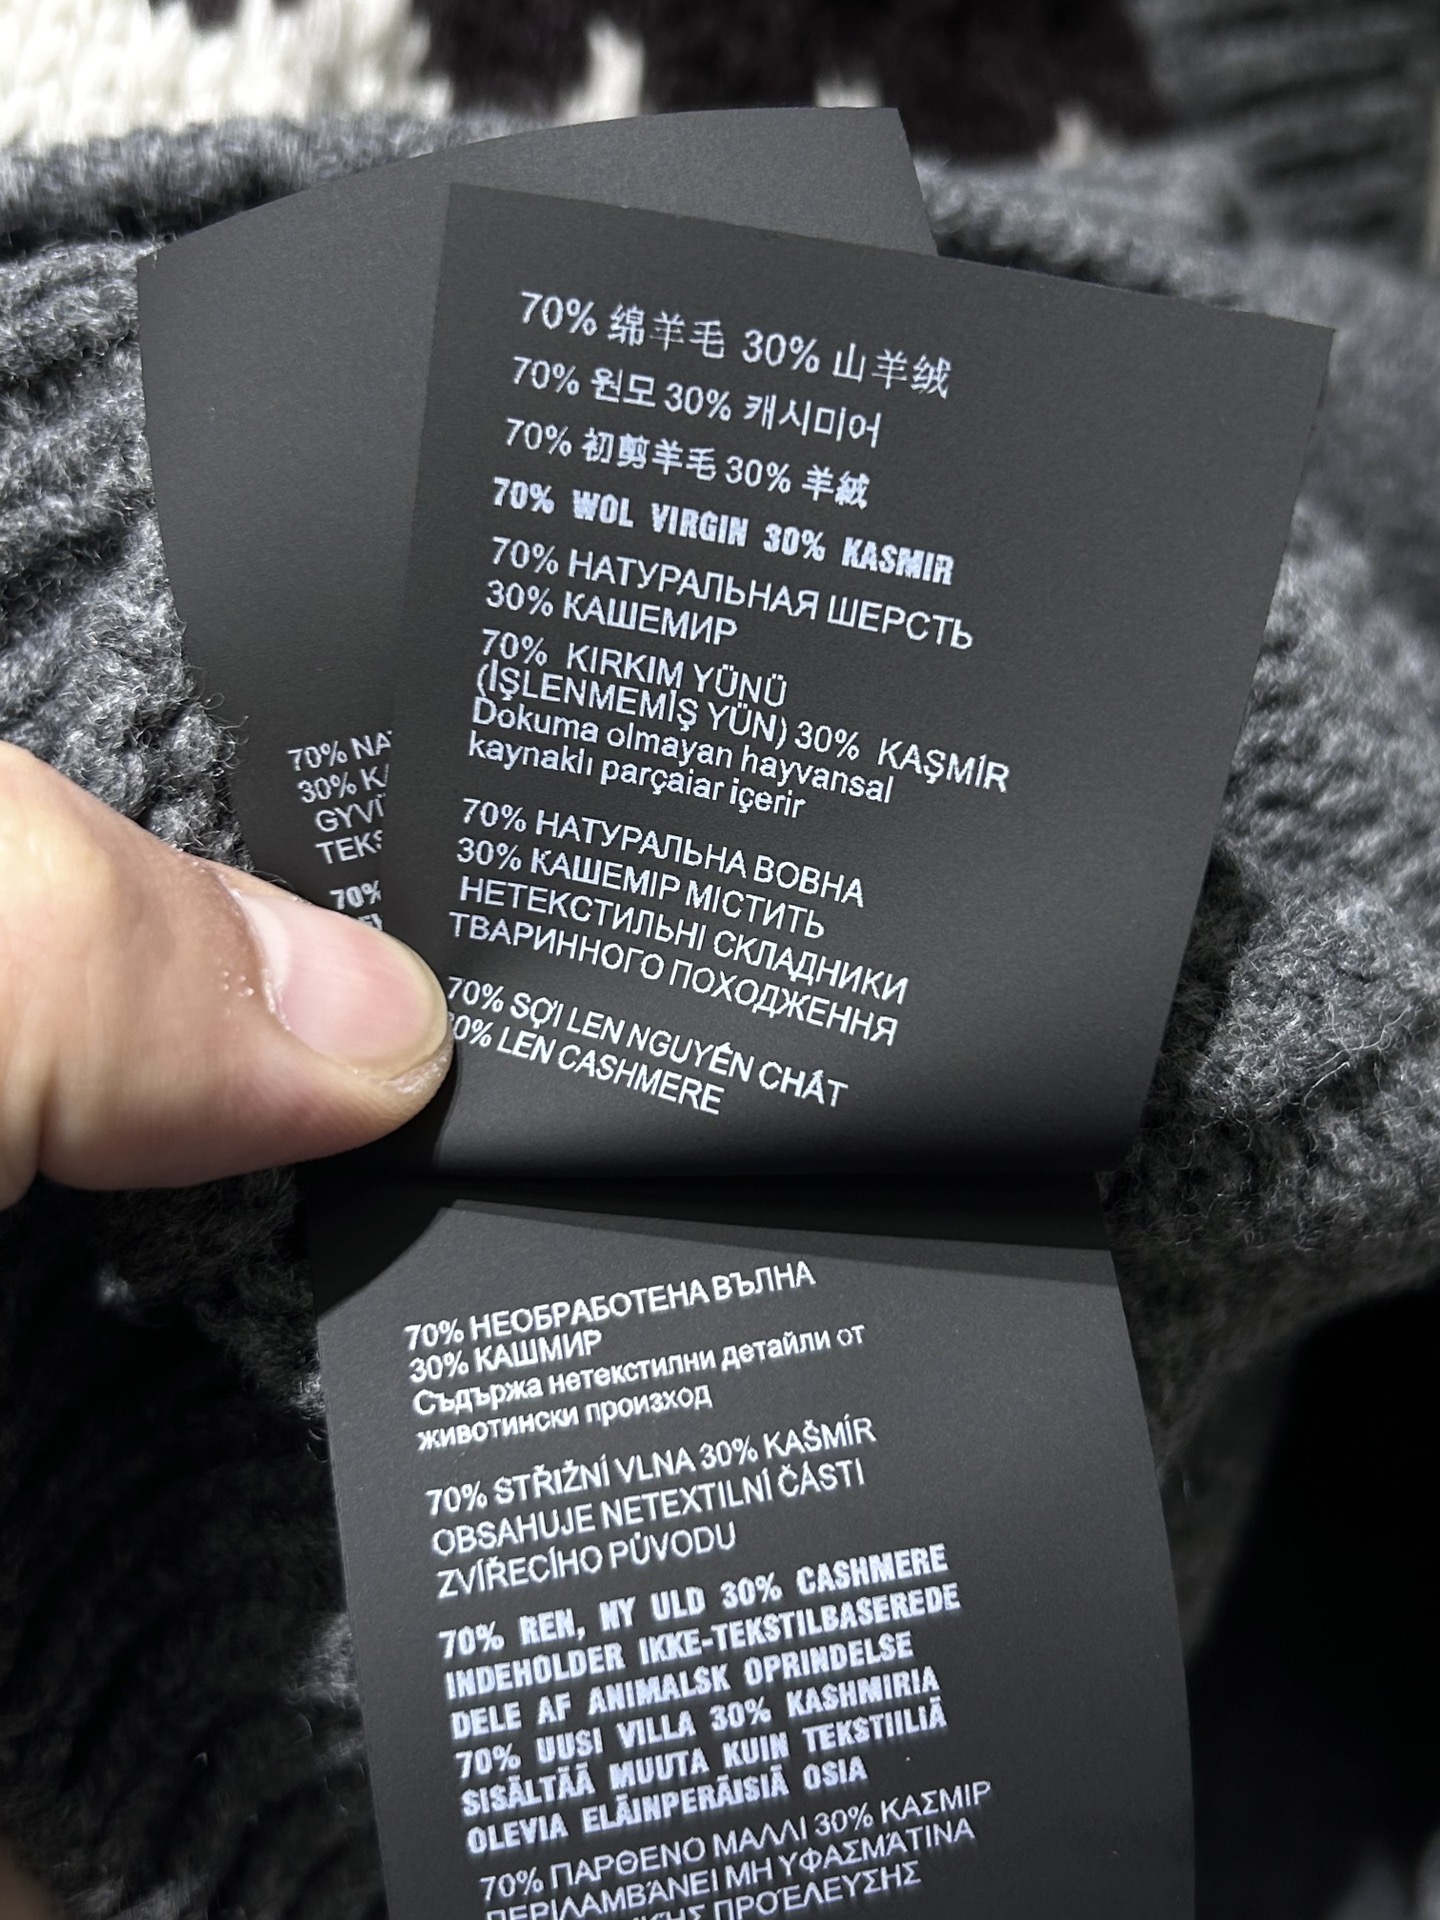 70% 绵羊毛 30% 山羊绒
70% 원모 30% 캐시미어
70% 初剪羊毛 30% 羊絨
70% WOL VIRGIN 30% KASMIR
70% НАТУРАЛЬНАЯ ШЕРСТЬ
30% КАШЕМИР
70% KIRKIM YÜNÜ
(İŞLENMEMİŞ YÜN) 30% KAŞMİR
Dokuma olmayan hayvansal
kaynaklı parçaiar içerir
70% НАТУРАЛЬНА ВОВНА
30% КАШЕМІР МІСТИТЬ
НЕТЕКСТИЛЬНІ СКЛАДНИКИ
ТВАРИННОГО ПОХОДЖЕННЯ
70% SỢI LEN NGUYÊN CHẤT
30% LEN CASHMERE
70%
30%
70%
70% НЕОБРАБОТЕНА ВЪЛНА
30% КАШМИР
Съдържа нетекстилни детайли от
животински произход
70% STŘIŽNÍ VLNA 30% KAŠMÍR
OBSAHUJE NETEXTILNÍ ČÁSTI
ZVÍŘECÍHO PŮVODU
70% REN, NY ULD 30% CASHMERE
INDEHOLDER IKKE-TEKSTILBASEREDE
DELE AF ANIMALSK OPRINDELSE
70% UUSI VILLA 30% KASHMIRIA
SISÄLTÄÄ MUUTA KUIN TEKSTIILIÄ
OLEVIA ELÄINPERÄISIÄ OSIA
70% ΠΑΡΘΕΝΟ ΜΑΛΛΙ 30% ΚΑΣΜΙΡ
ΠΕΡΙΛΑΜΒΆΝΕΙ ΜΗ ΥΦΑΣΜΆΤΙΝΑ
ΠΡΟΈΛΕΥΣΗΣ